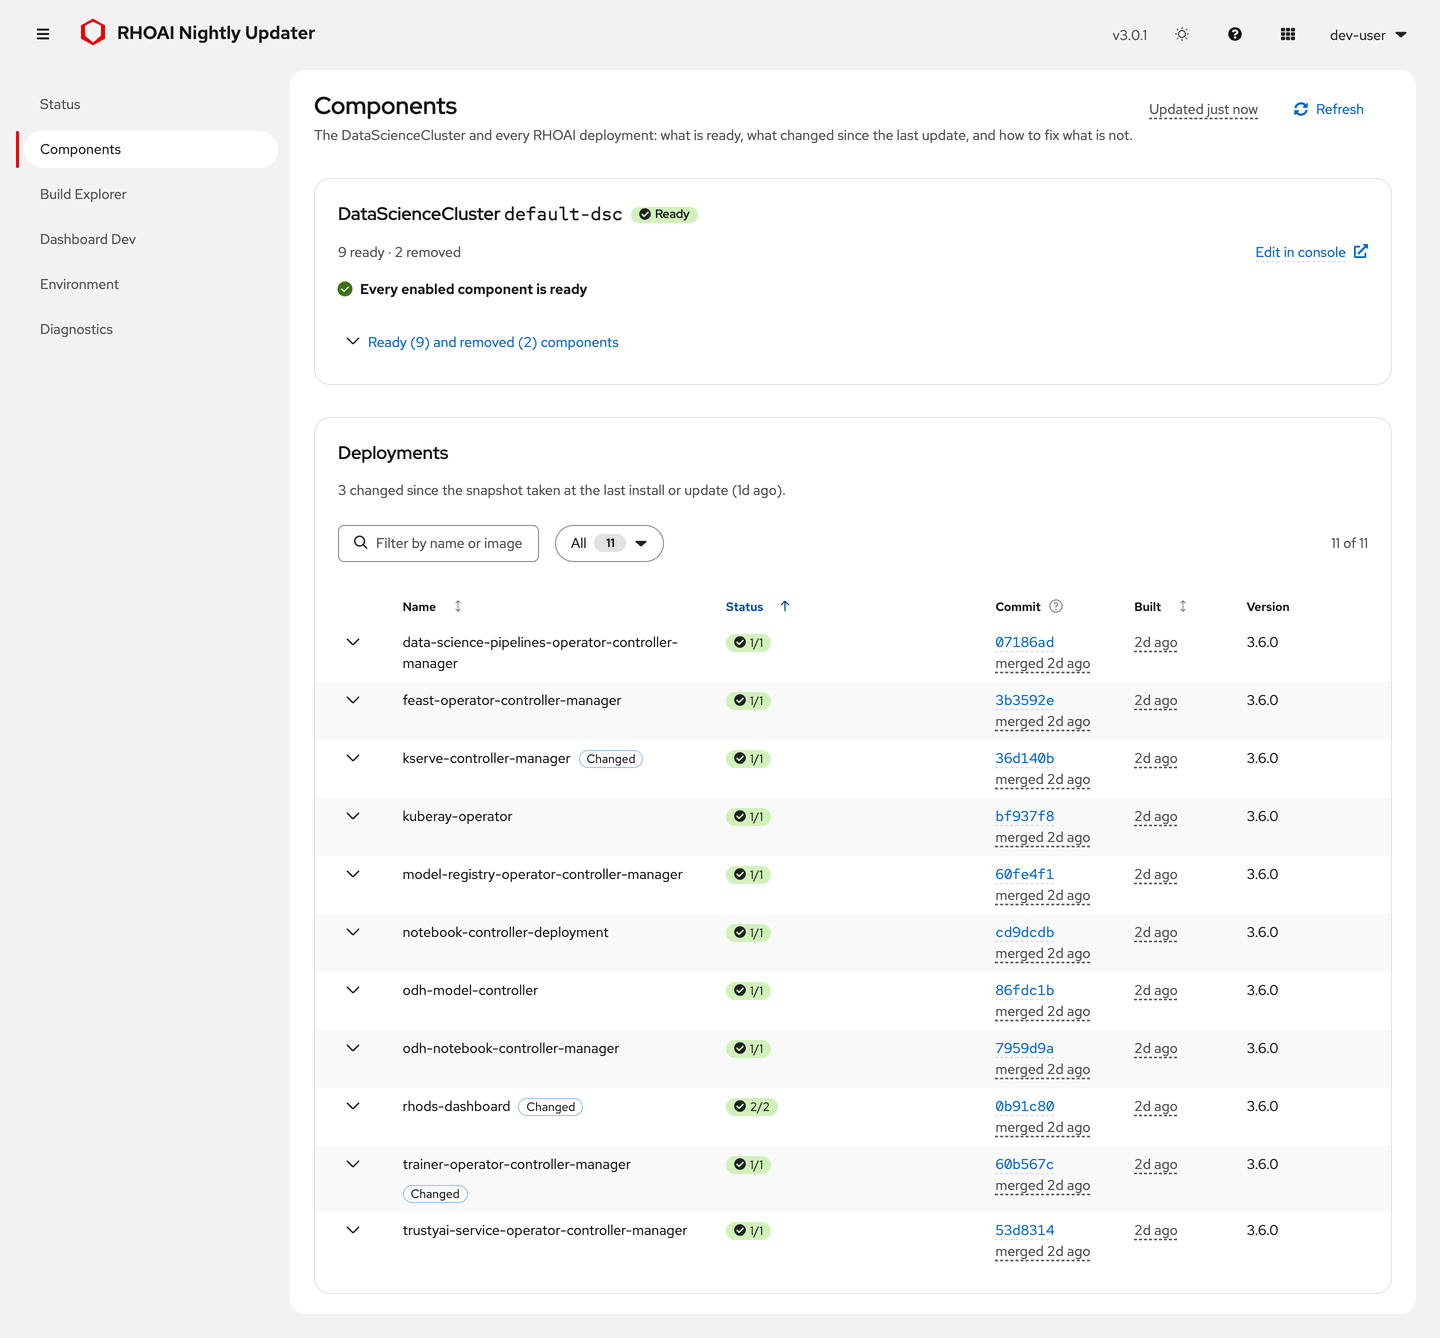 RHOAI Nightly Updater
v3.0.1
dev-user
Status
Components
Build Explorer
Dashboard Dev
Environment
Diagnostics
Components
The DataScienceCluster and every RHOAI deployment: what is ready, what changed since the last update, and how to fix what is not.
Updated just now
Refresh
DataScienceCluster default-dsc Ready
9 ready · 2 removed
Edit in console
Every enabled component is ready
Ready (9) and removed (2) components
Deployments
3 changed since the snapshot taken at the last install or update (1d ago).
Filter by name or image
All 11
11 of 11
Name Status Commit Built Version
data-science-pipelines-operator-controller- 1/1 07186ad 2d ago 3.6.0
manager merged 2d ago
feast-operator-controller-manager 1/1 3b3592e 2d ago 3.6.0
merged 2d ago
kserve-controller-manager Changed 1/1 36d140b 2d ago 3.6.0
merged 2d ago
kuberay-operator 1/1 bf937f8 2d ago 3.6.0
merged 2d ago
model-registry-operator-controller-manager 1/1 60fe4f1 2d ago 3.6.0
merged 2d ago
notebook-controller-deployment 1/1 cd9dcdb 2d ago 3.6.0
merged 2d ago
odh-model-controller 1/1 86fdc1b 2d ago 3.6.0
merged 2d ago
odh-notebook-controller-manager 1/1 7959d9a 2d ago 3.6.0
merged 2d ago
rhods-dashboard Changed 2/2 0b91c80 2d ago 3.6.0
merged 2d ago
trainer-operator-controller-manager 1/1 60b567c 2d ago 3.6.0
merged 2d ago
Changed
trustyai-service-operator-controller-manager 1/1 53d8314 2d ago 3.6.0
merged 2d ago